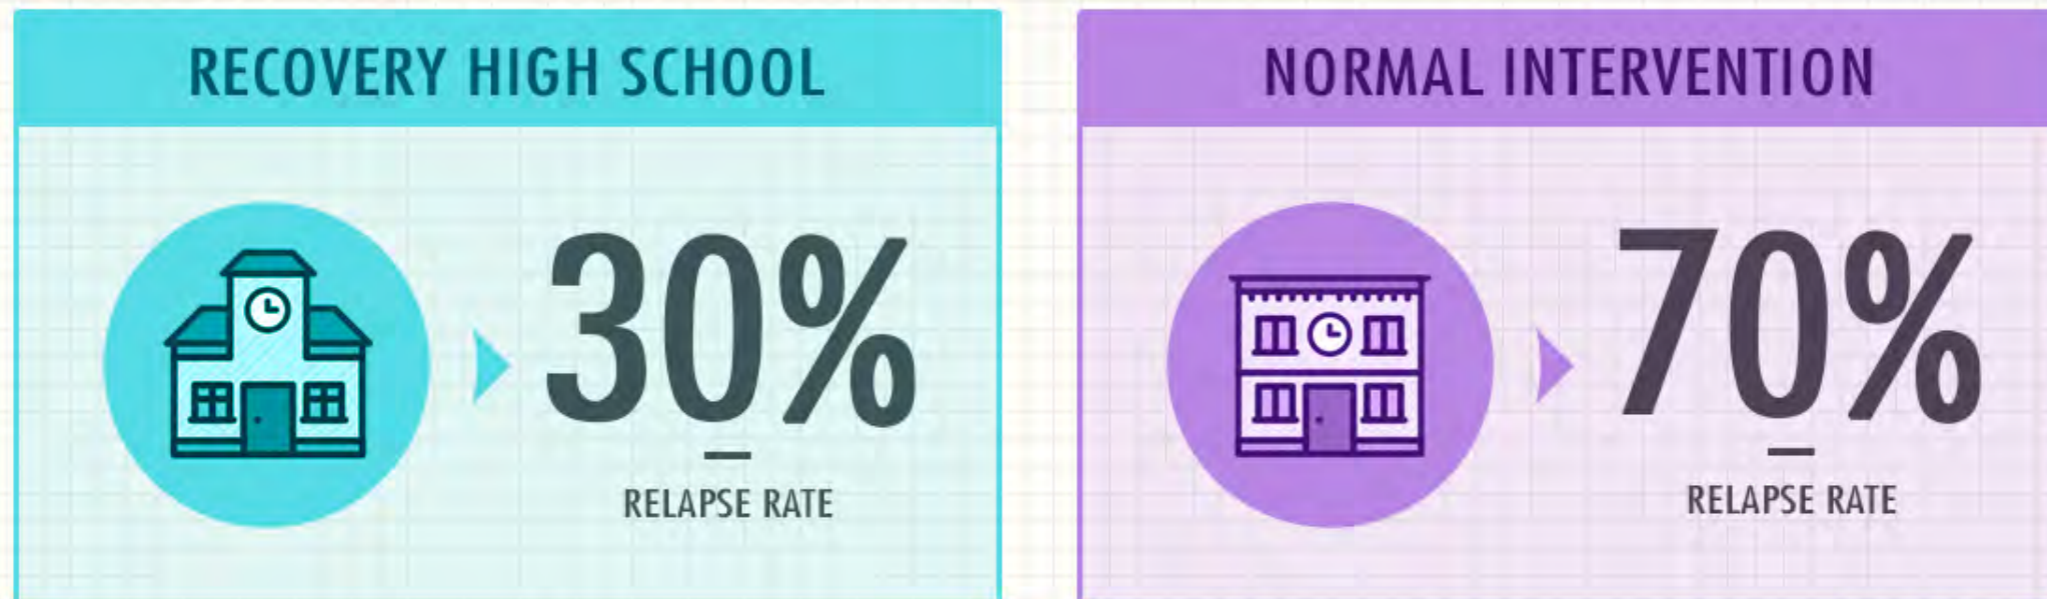 RECOVERY HIGH SCHOOL
30%
RELAPSE RATE
NORMAL INTERVENTION
70%
RELAPSE RATE